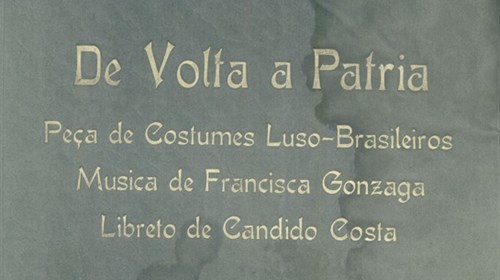 De Volta a Patria
Peça de Costumes Luso-Brasileiros
Musica de Francisca Gonzaga
Libreto de Candido Costa